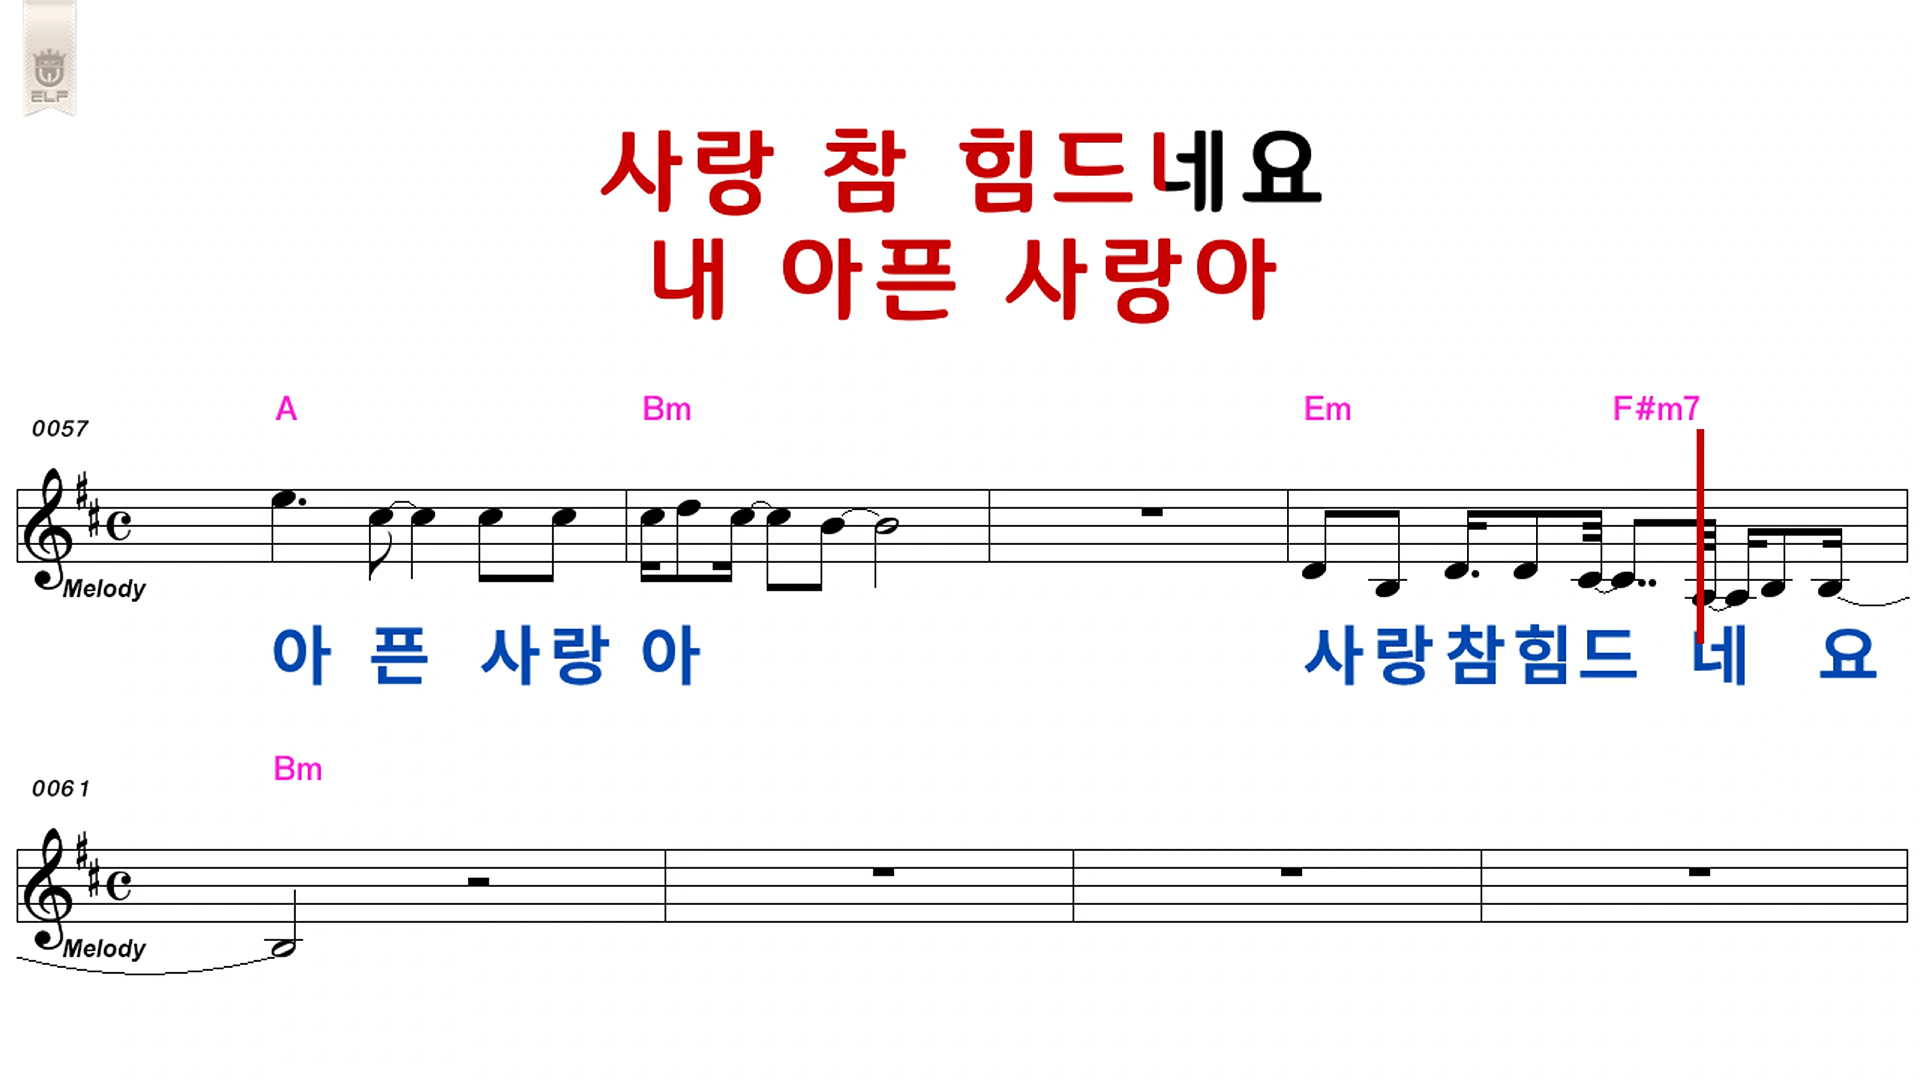 ELF
사랑 참 힘드네요
내 아픈 사랑아
A Bm Em F#m7
0057
Melody
아 픈 사랑 아 사랑참힘드 네 요
Bm
0061
Melody